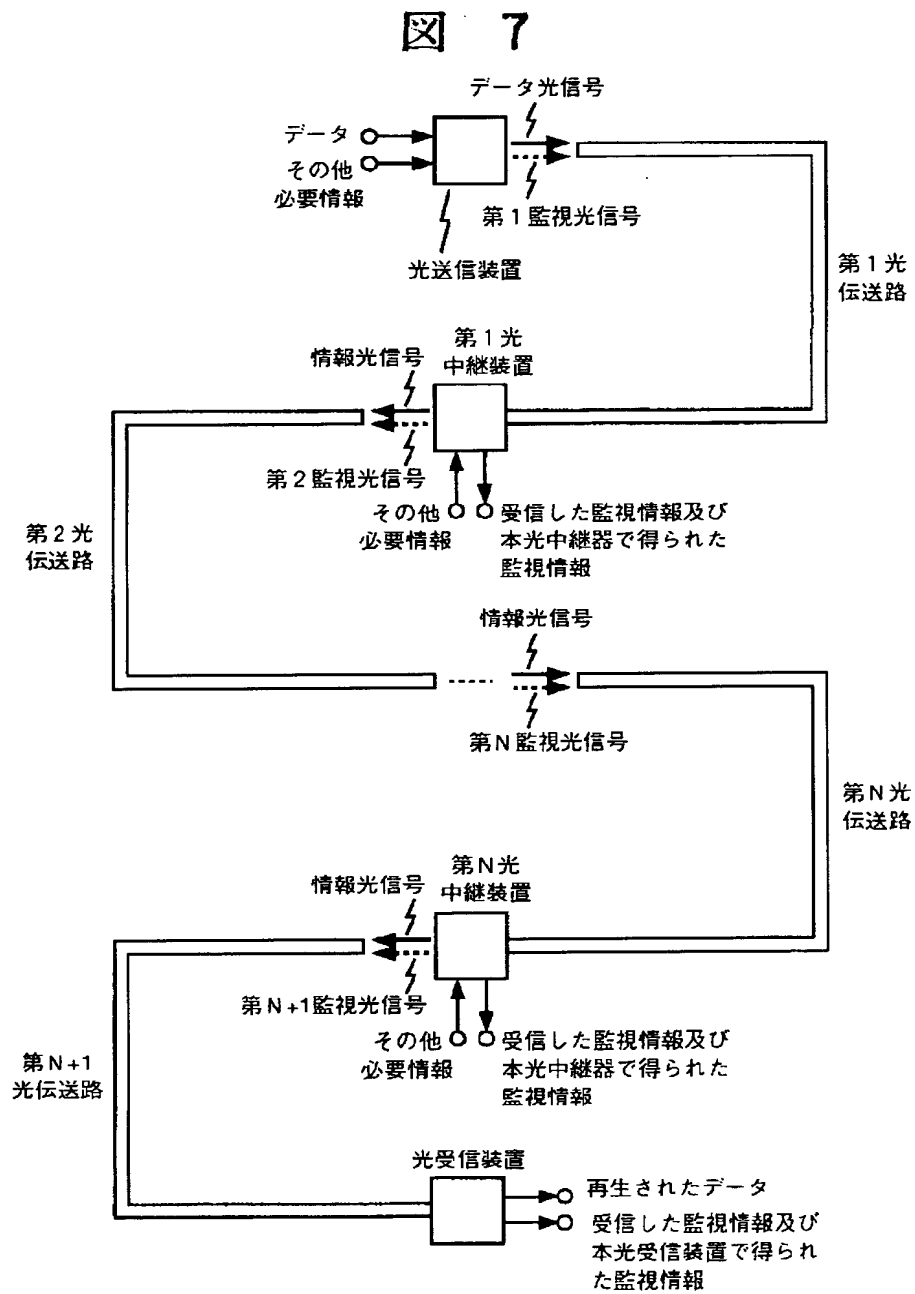 図 7
データ光信号
データ
その他
必要情報
第1監視光信号
光送信装置
第1光
伝送路
第1光
中継装置
情報光信号
第2監視光信号
その他
必要情報
受信した監視情報及び
本光中継器で得られた
監視情報
第2光
伝送路
情報光信号
第N監視光信号
第N光
伝送路
第N光
中継装置
情報光信号
第N+1監視光信号
その他
必要情報
受信した監視情報及び
本光中継器で得られた
監視情報
第N+1
光伝送路
光受信装置
再生されたデータ
受信した監視情報及び
本光受信装置で得られ
た監視情報